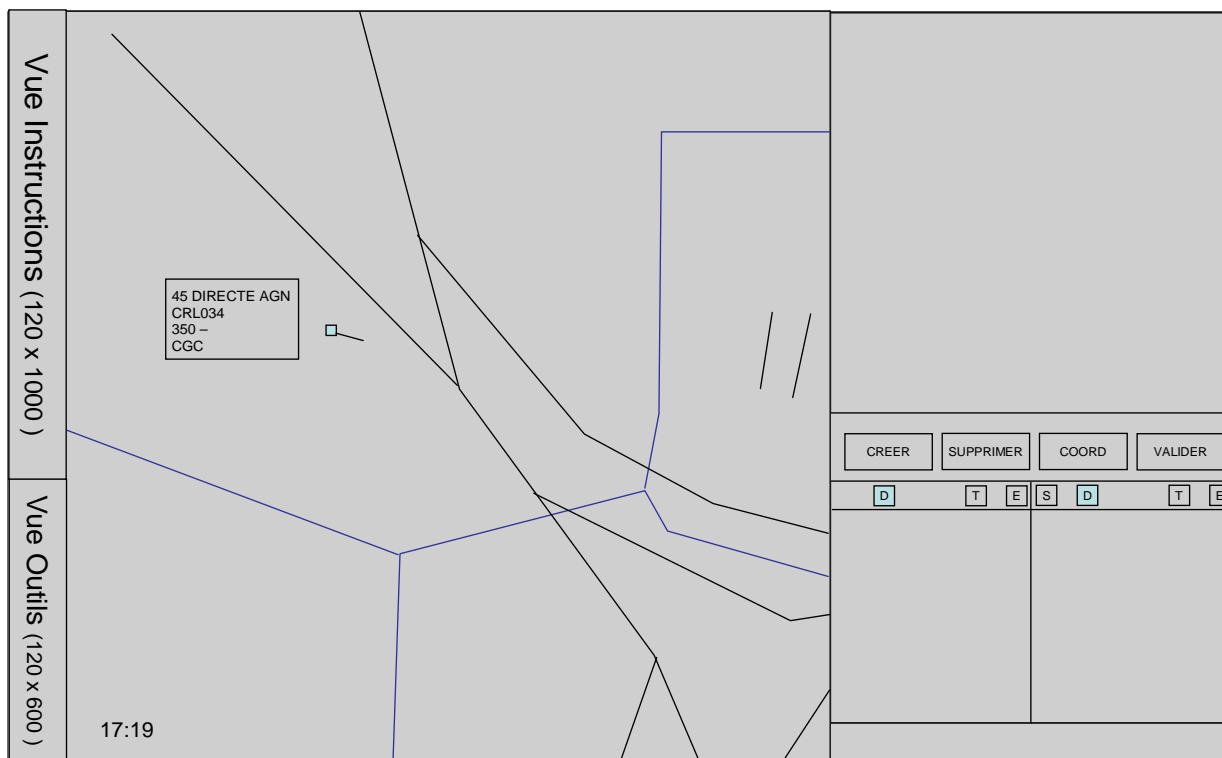 Vue Instructions (120 x 1000 )
Vue Outils (120 x 600 )
45 DIRECTE AGN
CRL034
350 –
CGC
17:19
CREER SUPPRIMER COORD VALIDER
D T E S D T E